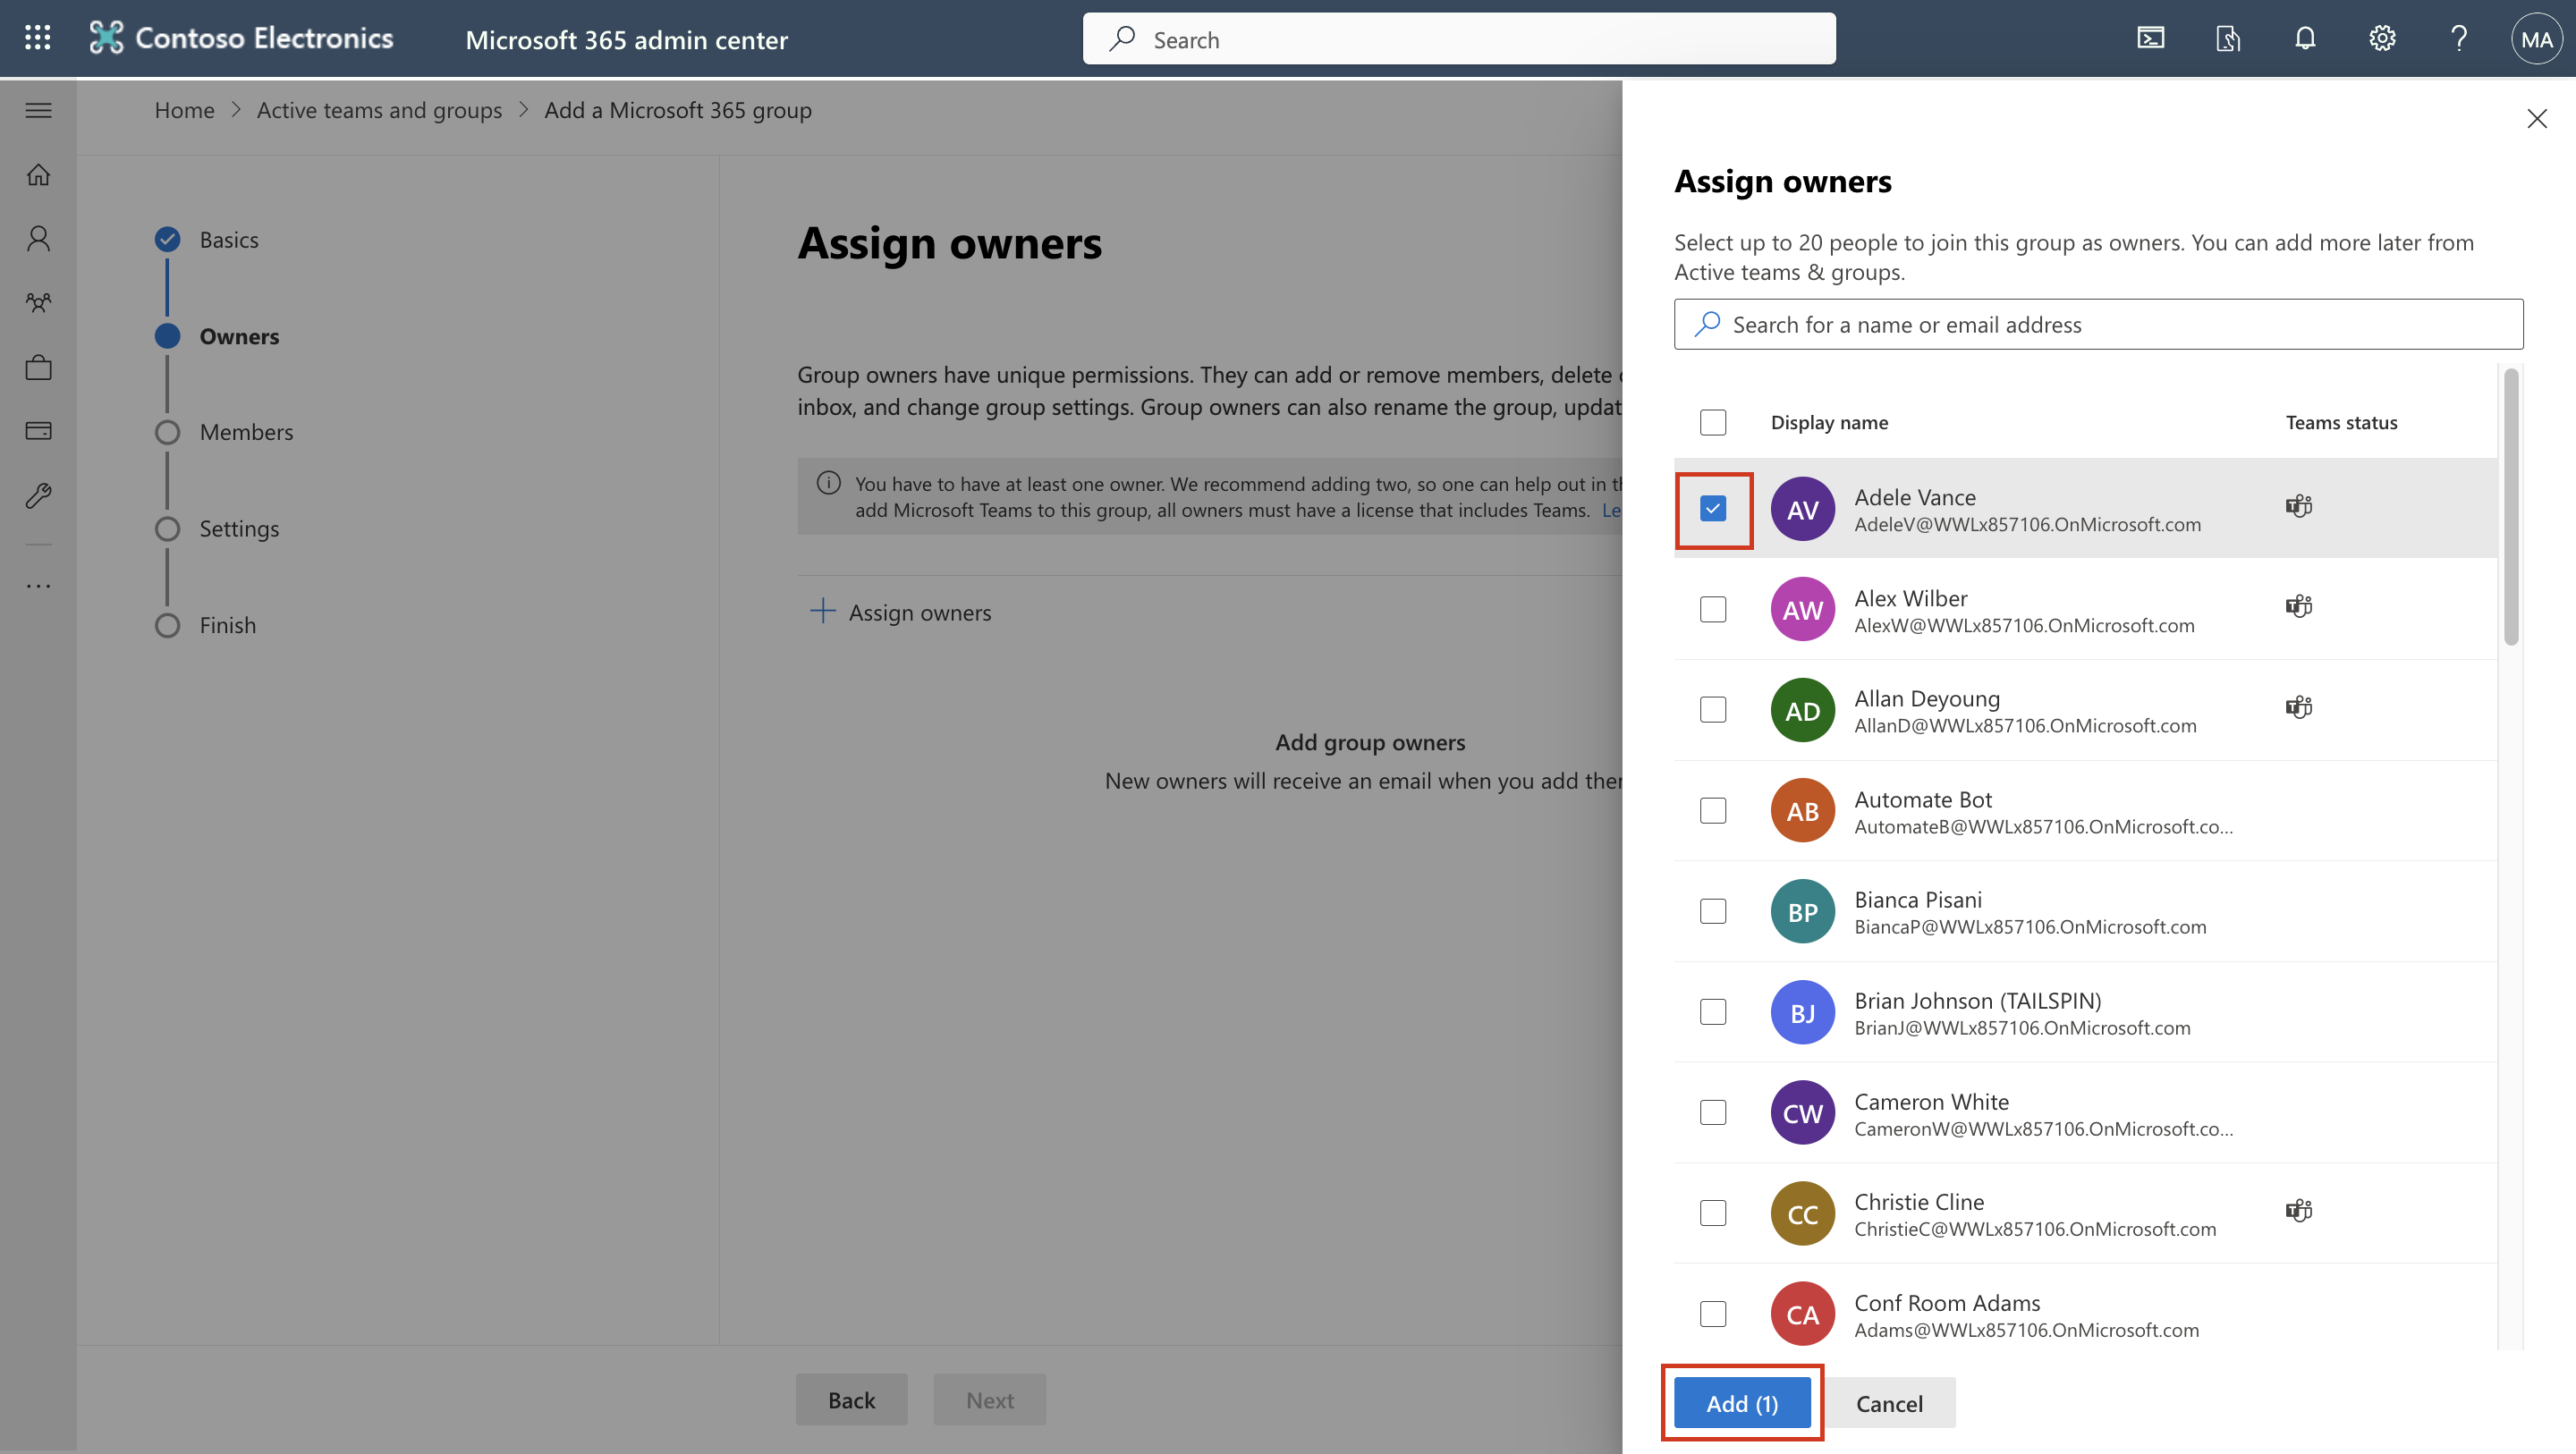 Contoso Electronics
Microsoft 365 admin center
Search
MA
Home > Active teams and groups > Add a Microsoft 365 group
Basics
Owners
Members
Settings
Finish
Assign owners
Group owners have unique permissions. They can add or remove members, delete
inbox, and change group settings. Group owners can also rename the group, updat
You have to have at least one owner. We recommend adding two, so one can help out in t
add Microsoft Teams to this group, all owners must have a license that includes Teams. Le
Assign owners
Add group owners
New owners will receive an email when you add the
Back
Next
Assign owners
Select up to 20 people to join this group as owners. You can add more later from
Active teams & groups.
Search for a name or email address
Display name
Teams status
AV
Adele Vance
AdeleV@WWLx857106.OnMicrosoft.com
AW
Alex Wilber
AlexW@WWLx857106.OnMicrosoft.com
AD
Allan Deyoung
AllanD@WWLx857106.OnMicrosoft.com
AB
Automate Bot
AutomateB@WWLx857106.OnMicrosoft.co...
BP
Bianca Pisani
BiancaP@WWLx857106.OnMicrosoft.com
BJ
Brian Johnson (TAILSPIN)
BrianJ@WWLx857106.OnMicrosoft.com
CW
Cameron White
CameronW@WWLx857106.OnMicrosoft.co...
CC
Christie Cline
ChristieC@WWLx857106.OnMicrosoft.com
CA
Conf Room Adams
Adams@WWLx857106.OnMicrosoft.com
Add (1)
Cancel